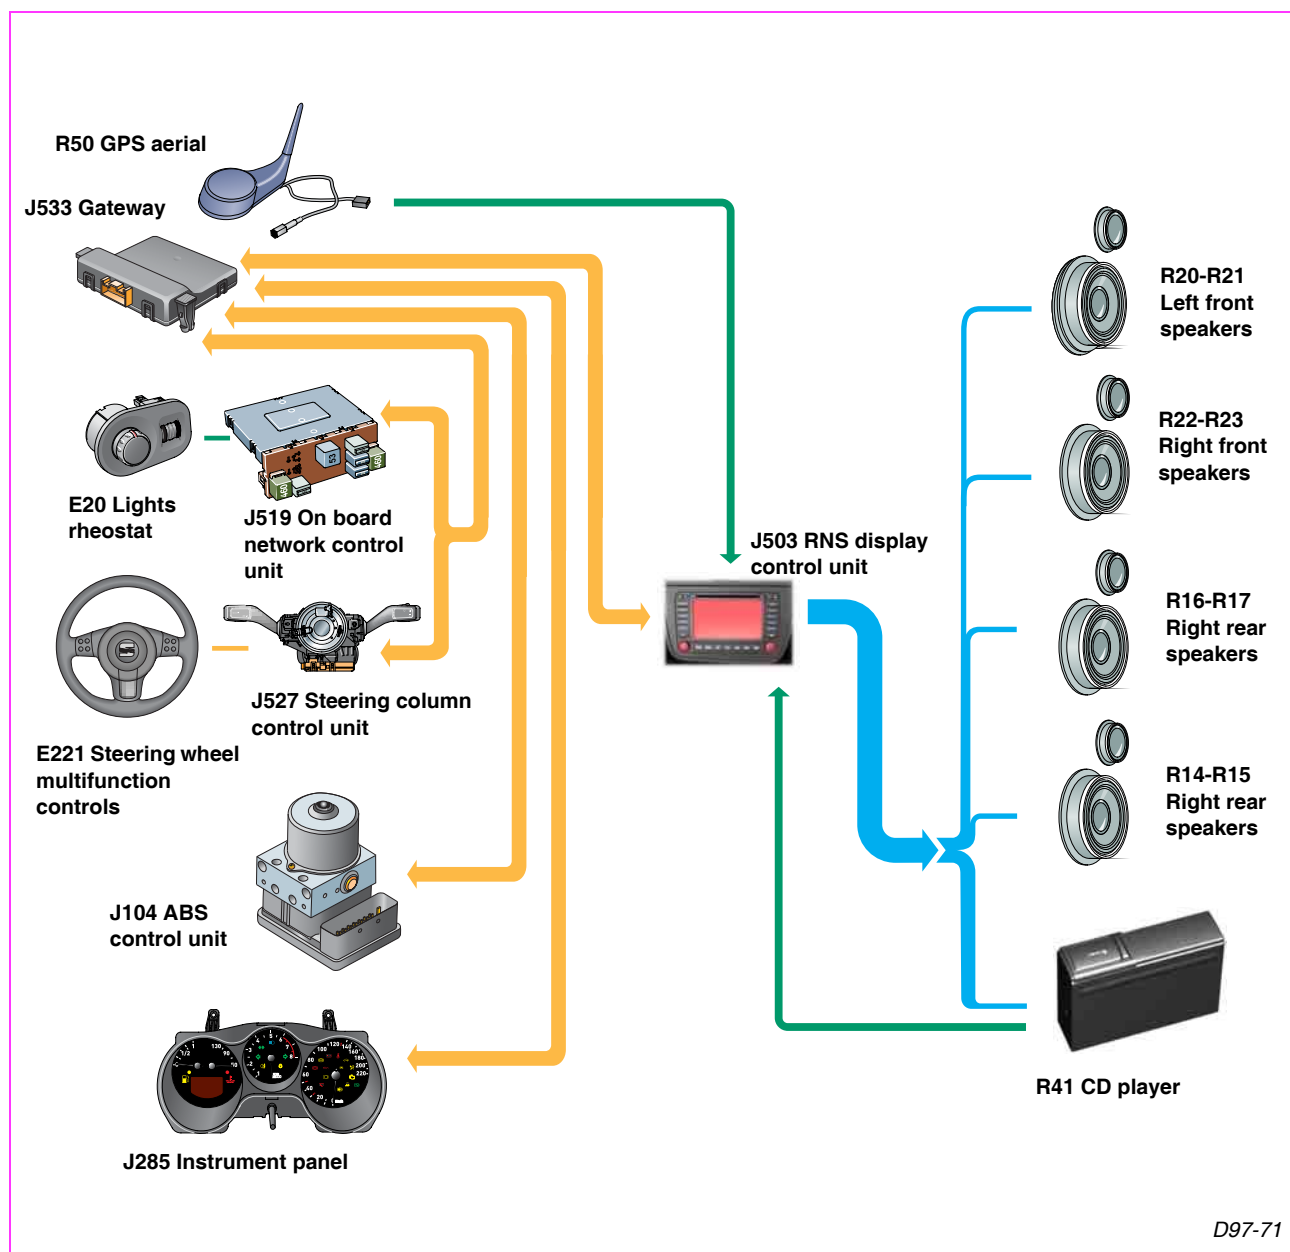 R50 GPS aerial
J533 Gateway
R20-R21
Left front
speakers
R22-R23
Right front
speakers
53
460
460
E20 Lights
rheostat
J519 On board
network control
unit
J503 RNS display
control unit
R16-R17
Right rear
speakers
J527 Steering column
control unit
E221 Steering wheel
multifunction
controls
R14-R15
Right rear
speakers
J104 ABS
control unit
R41 CD player
J285 Instrument panel
D97-71